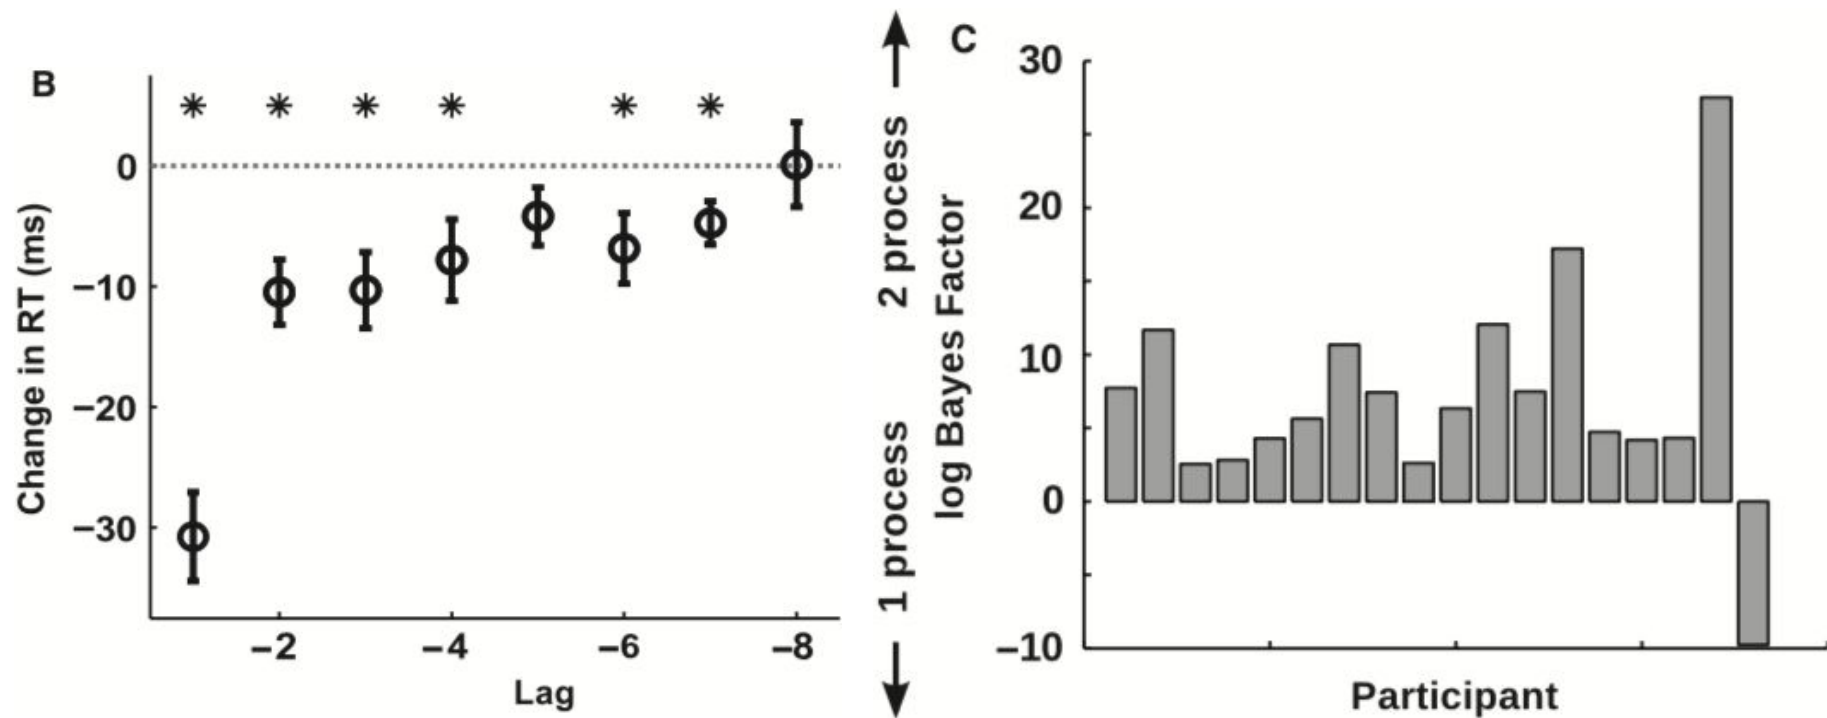 B
* * * * * *
0
−10
−20
−30
Change in RT (ms)
−2 −4 −6 −8
Lag
1 process 2 process
C
30
20
10
0
−10
log Bayes Factor
Participant